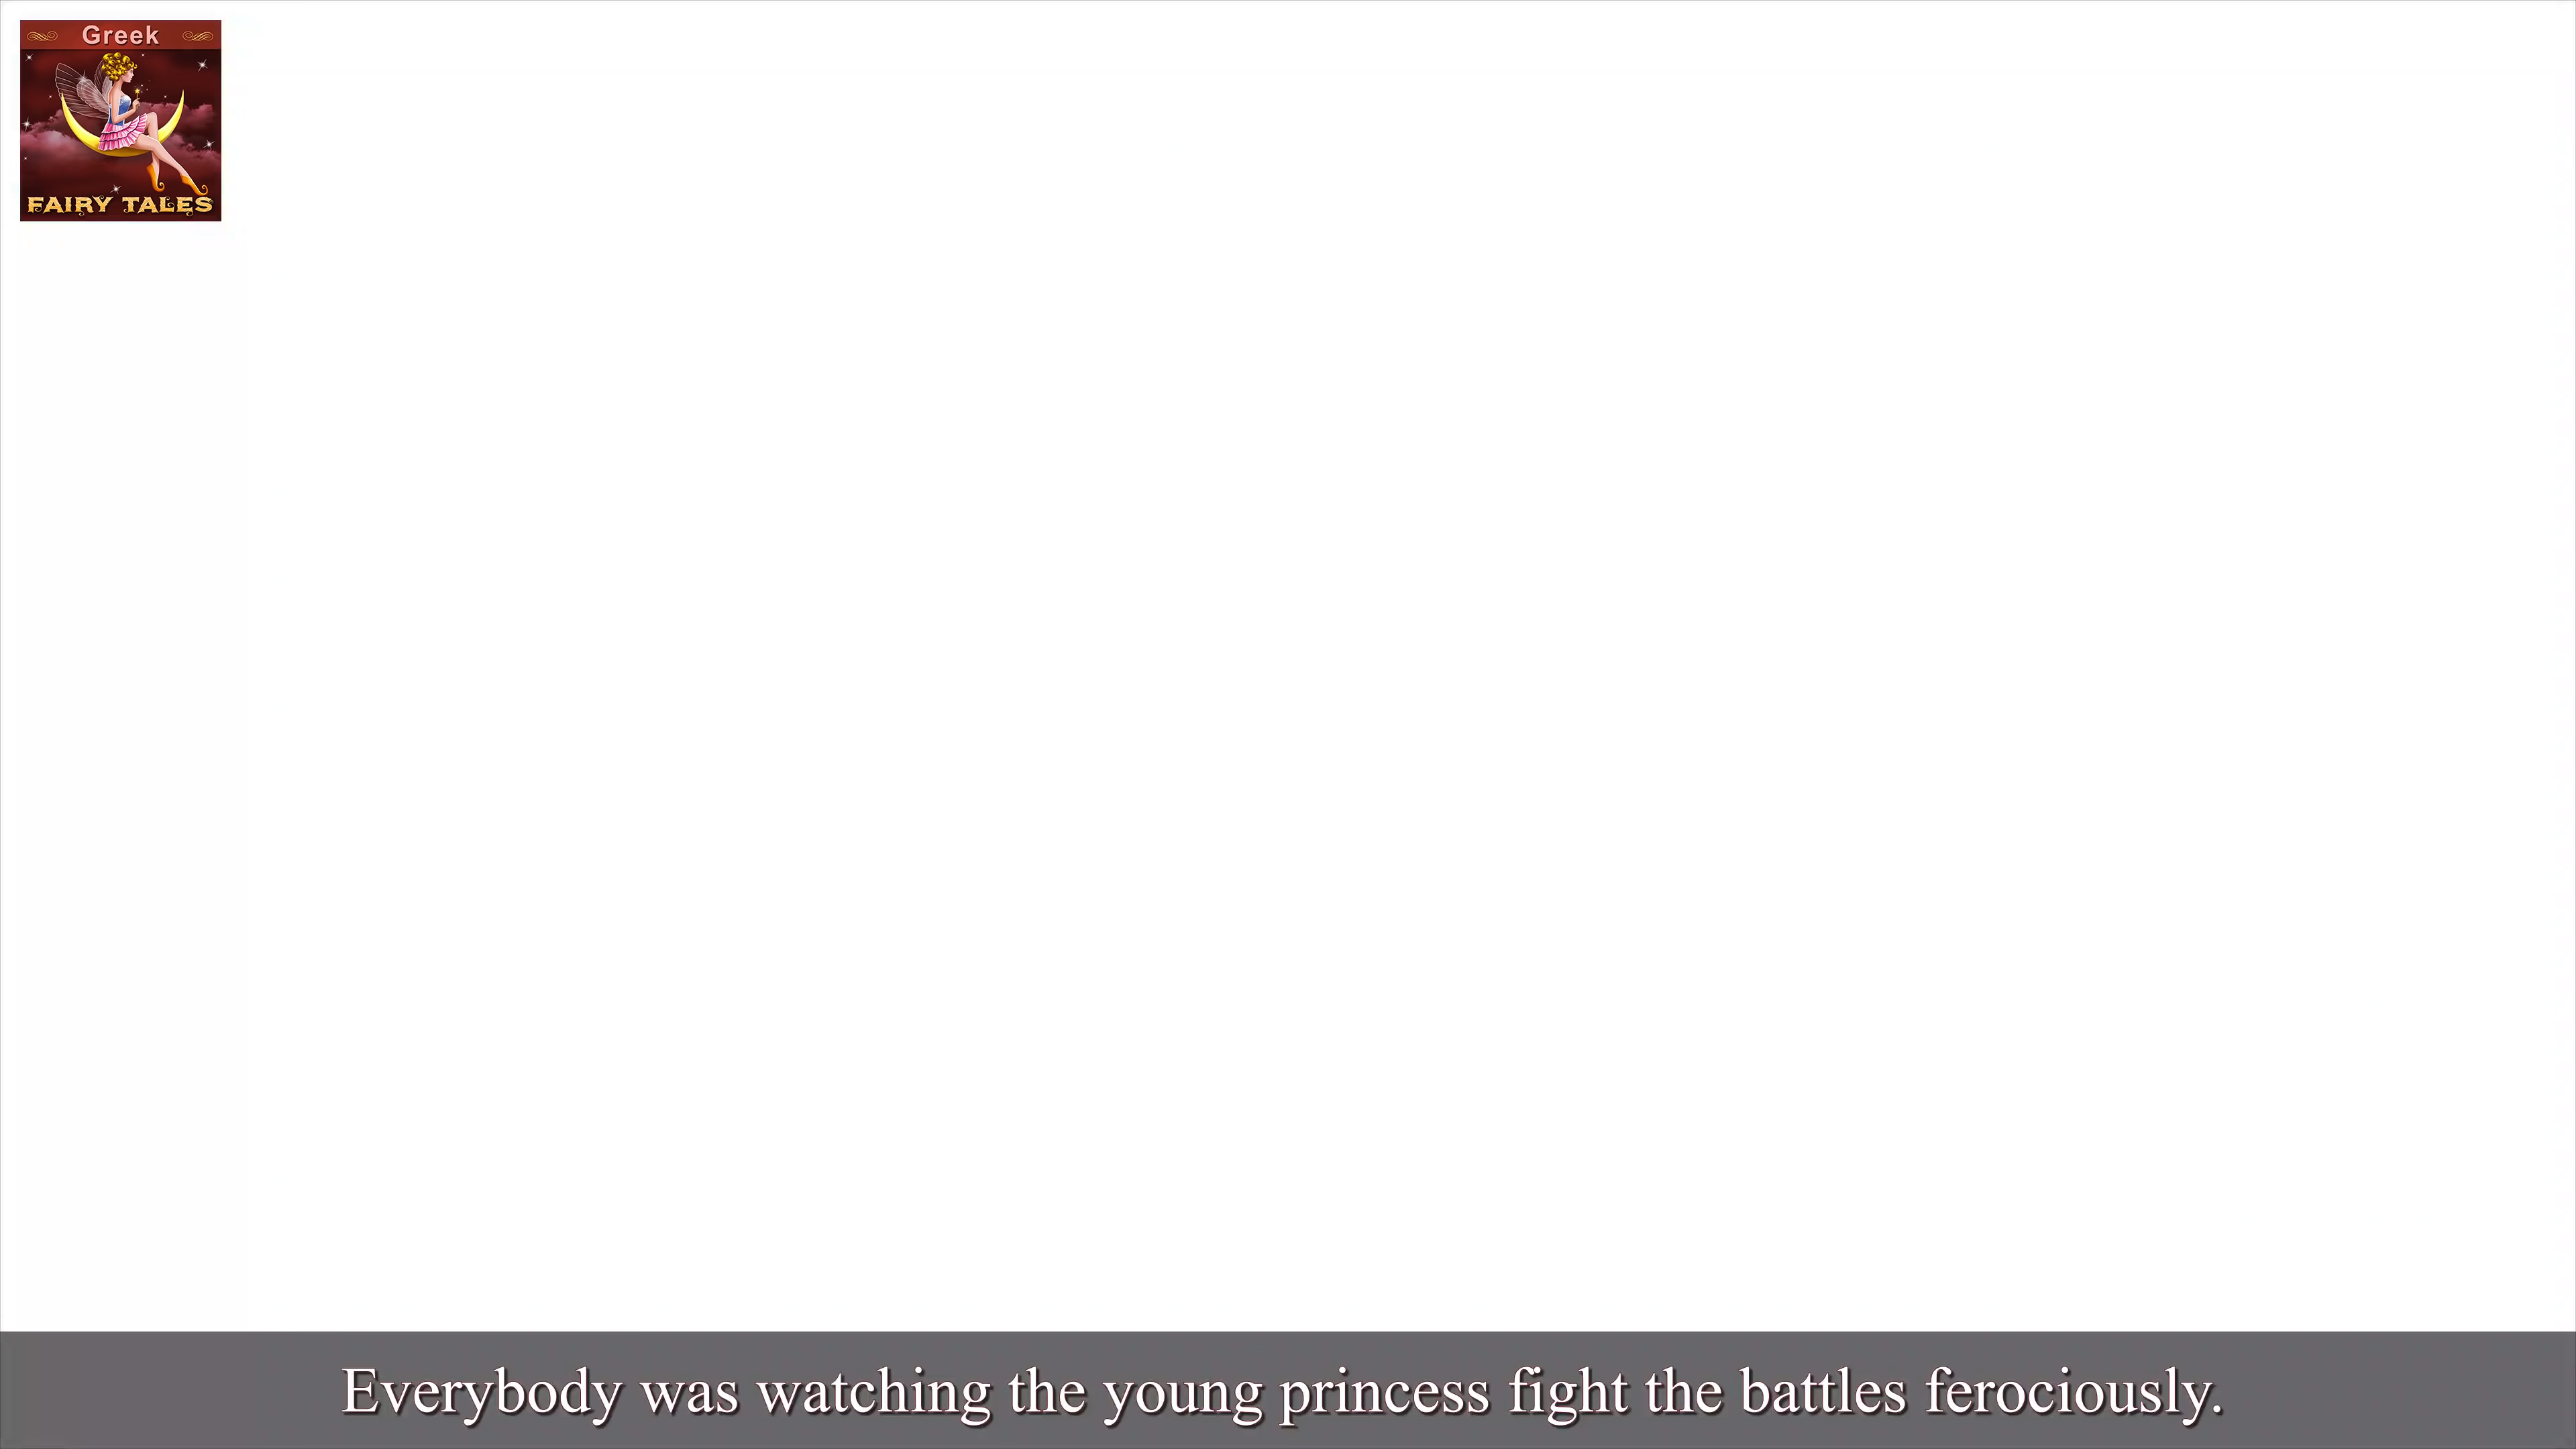 Greek
FAIRY TALES
Everybody was watching the young princess fight the battles ferociously.